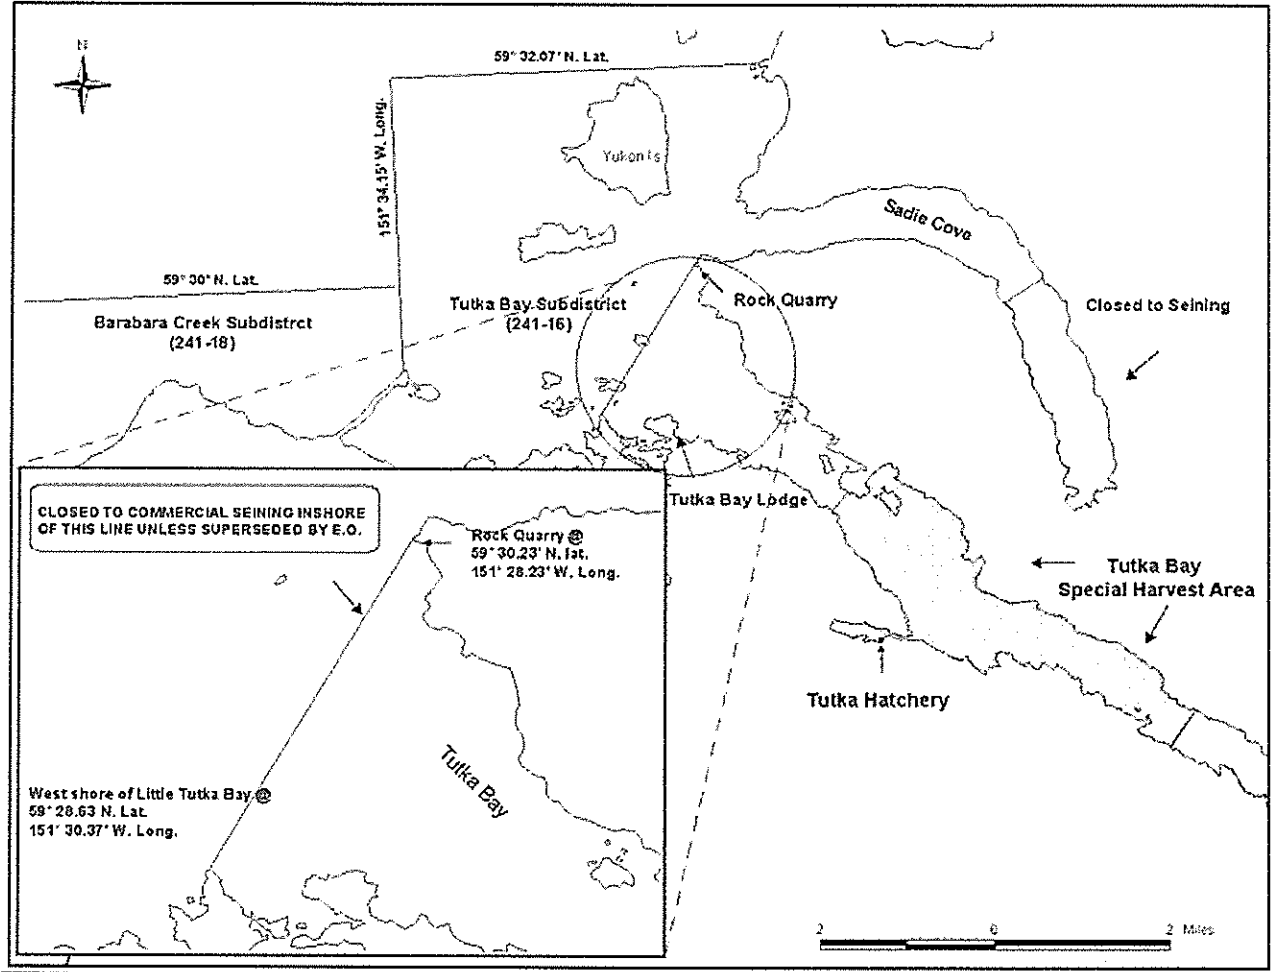 N
59° 32.07' N. Lat.
151° 34.15' W. Long.
Yukon Is
Sadie Cove
59° 30' N. Lat.
Barabara Creek Subdistrct
(241-18)
Tutka Bay Subdistrict
(241-16)
Rock Quarry
Closed to Seining
Tutka Bay Lodge
CLOSED TO COMMERCIAL SEINING INSHORE
OF THIS LINE UNLESS SUPERSEDED BY E.O.
Rock Quarry @
59° 30.23' N. lat.
151° 28.23' W. Long.
Tutka Bay
Special Harvest Area
Tutka Hatchery
Tutka Bay
West shore of Little Tutka Bay @
59° 28.63 N. Lat.
151° 30.37' W. Long.
2 0 2 Miles